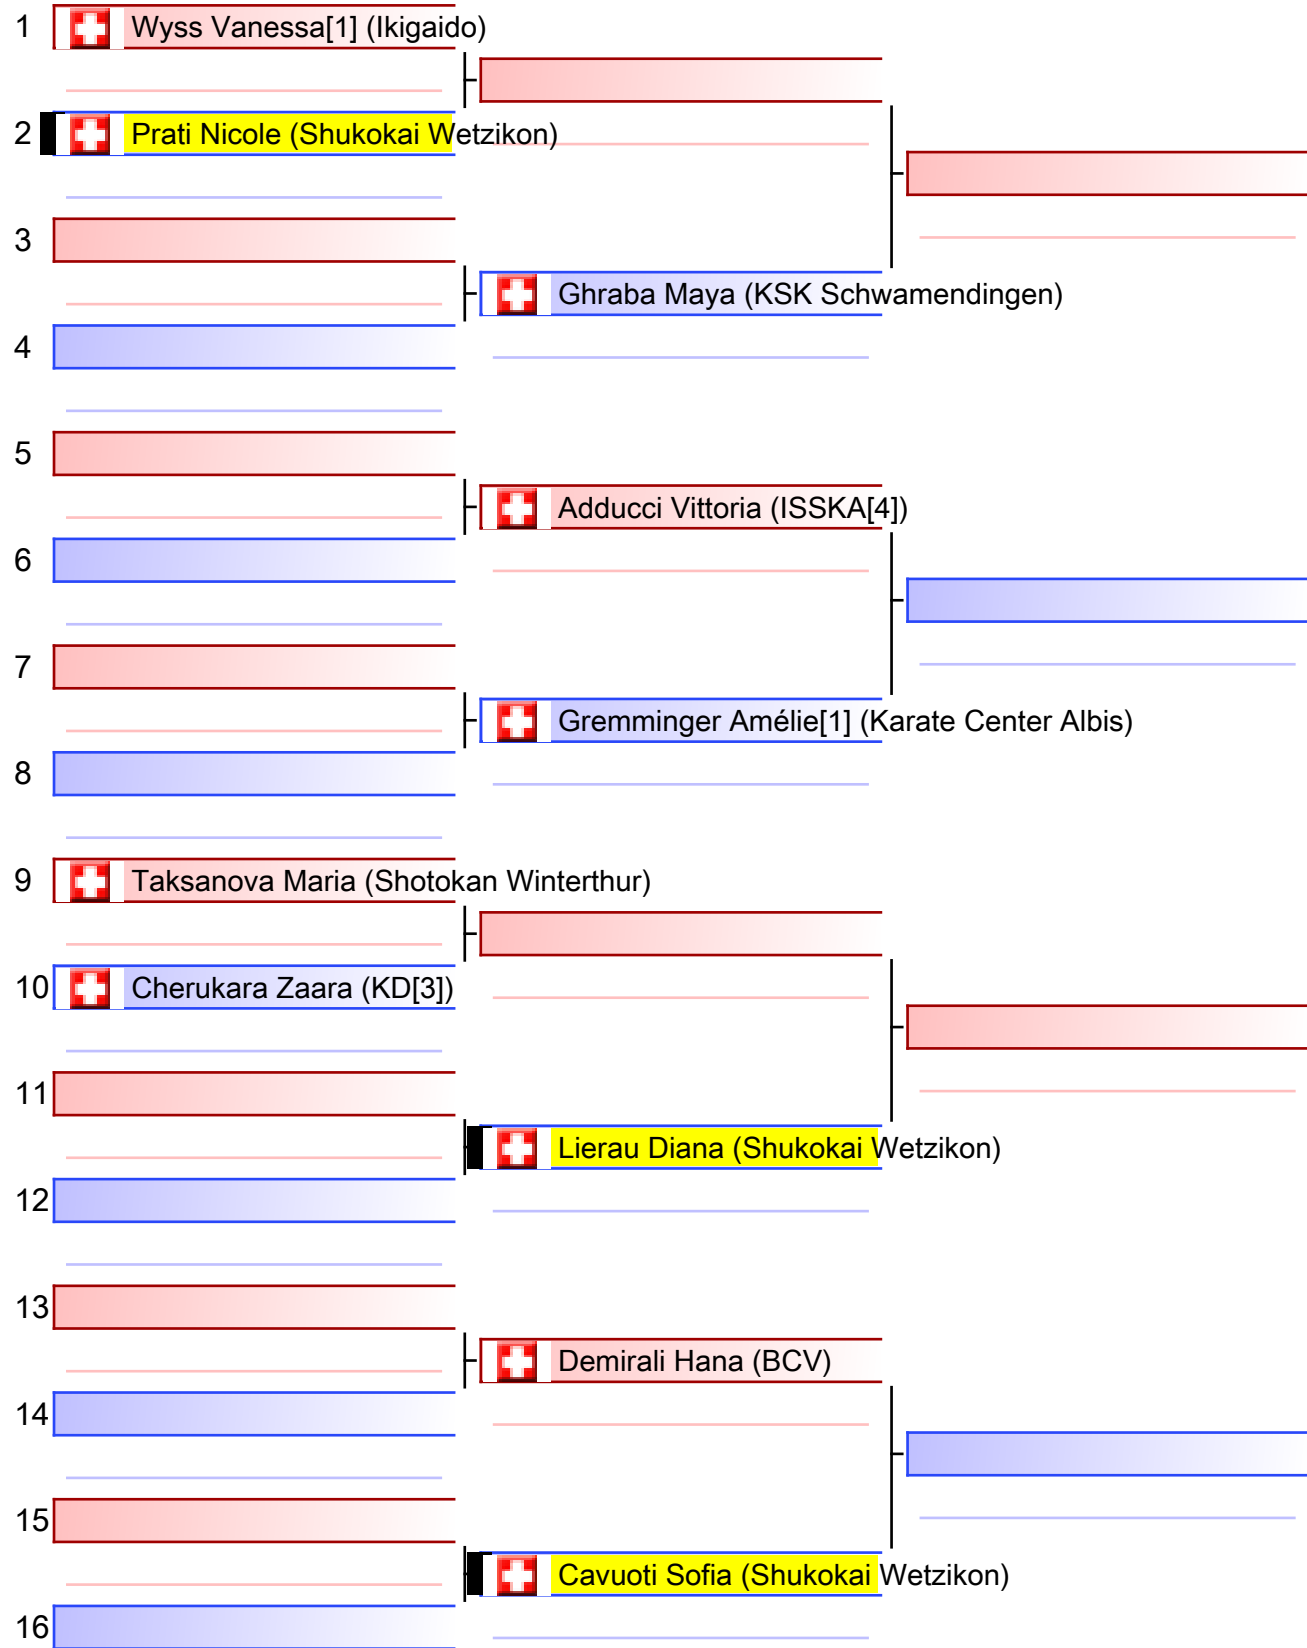 1 Wyss Vanessa[1] (Ikigaido)
2 Prati Nicole (Shukokai Wetzikon)
3
Ghraba Maya (KSK Schwamendingen)
4
5
Adducci Vittoria (ISSKA[4])
6
7
Gremminger Amélie[1] (Karate Center Albis)
8
9 Taksanova Maria (Shotokan Winterthur)
10 Cherukara Zaara (KD[3])
11
Lierau Diana (Shukokai Wetzikon)
12
13
Demirali Hana (BCV)
14
15
Cavuoti Sofia (Shukokai Wetzikon)
16